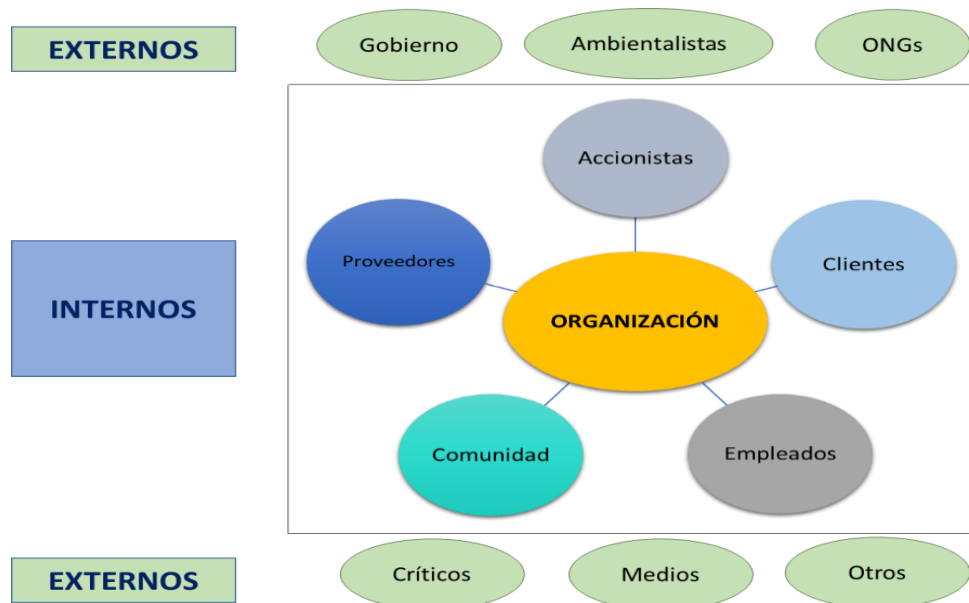 EXTERNOS
Gobierno
Ambientalistas
ONGs
Accionistas
Proveedores
Clientes
INTERNOS
ORGANIZACIÓN
Comunidad
Empleados
EXTERNOS
Críticos
Medios
Otros